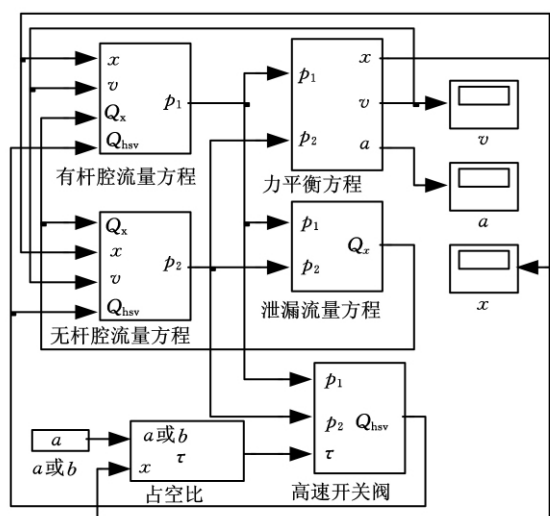 x
v
Qx
Qhsv
p1
有杆腔流量方程
p1
p2
x
v
a
力平衡方程
v
a
x
Qx
x
v
Qhsv
p2
无杆腔流量方程
p1
p2
Qx
泄漏流量方程
a
a或b
a或b
x
τ
占空比
p1
p2
τ
Qhsv
高速开关阀